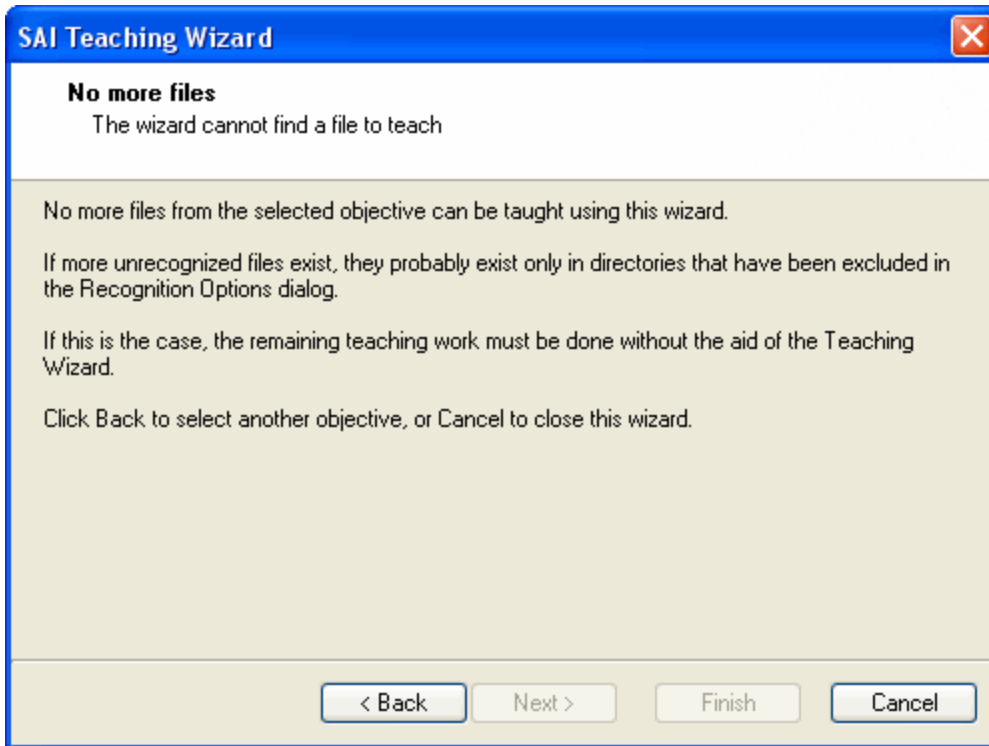 SAI Teaching Wizard
No more files
The wizard cannot find a file to teach
No more files from the selected objective can be taught using this wizard.
If more unrecognized files exist, they probably exist only in directories that have been excluded in
the Recognition Options dialog.
If this is the case, the remaining teaching work must be done without the aid of the Teaching
Wizard.
Click Back to select another objective, or Cancel to close this wizard.
< Back Next > Finish Cancel